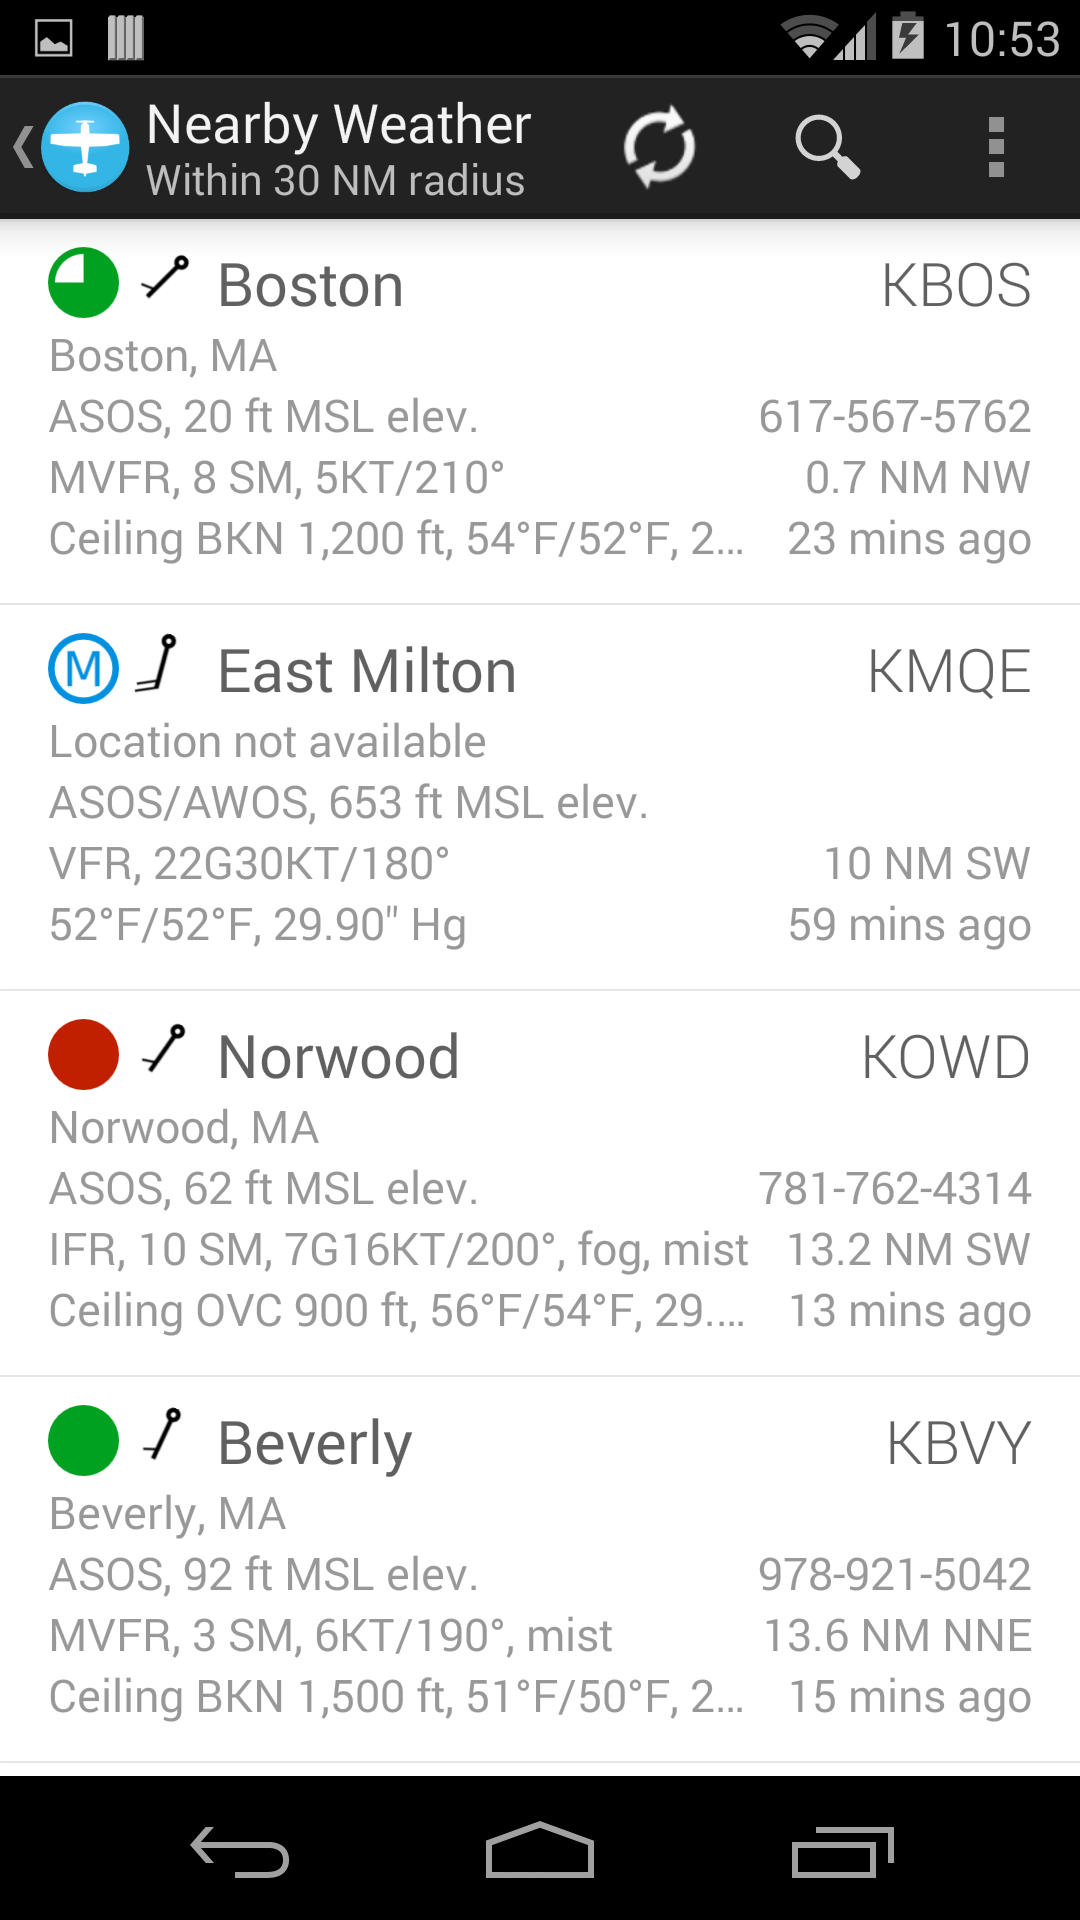 10:53
Nearby Weather
Within 30 NM radius
Boston KBOS
Boston, MA
ASOS, 20 ft MSL elev. 617-567-5762
MVFR, 8 SM, 5KT/210° 0.7 NM NW
Ceiling BKN 1,200 ft, 54°F/52°F, 2... 23 mins ago
M East Milton KMQE
Location not available
ASOS/AWOS, 653 ft MSL elev.
VFR, 22G30KT/180° 10 NM SW
52°F/52°F, 29.90" Hg 59 mins ago
Norwood KOWD
Norwood, MA
ASOS, 62 ft MSL elev. 781-762-4314
IFR, 10 SM, 7G16KT/200°, fog, mist 13.2 NM SW
Ceiling OVC 900 ft, 56°F/54°F, 29.... 13 mins ago
Beverly KBVY
Beverly, MA
ASOS, 92 ft MSL elev. 978-921-5042
MVFR, 3 SM, 6KT/190°, mist 13.6 NM NNE
Ceiling BKN 1,500 ft, 51°F/50°F, 2... 15 mins ago